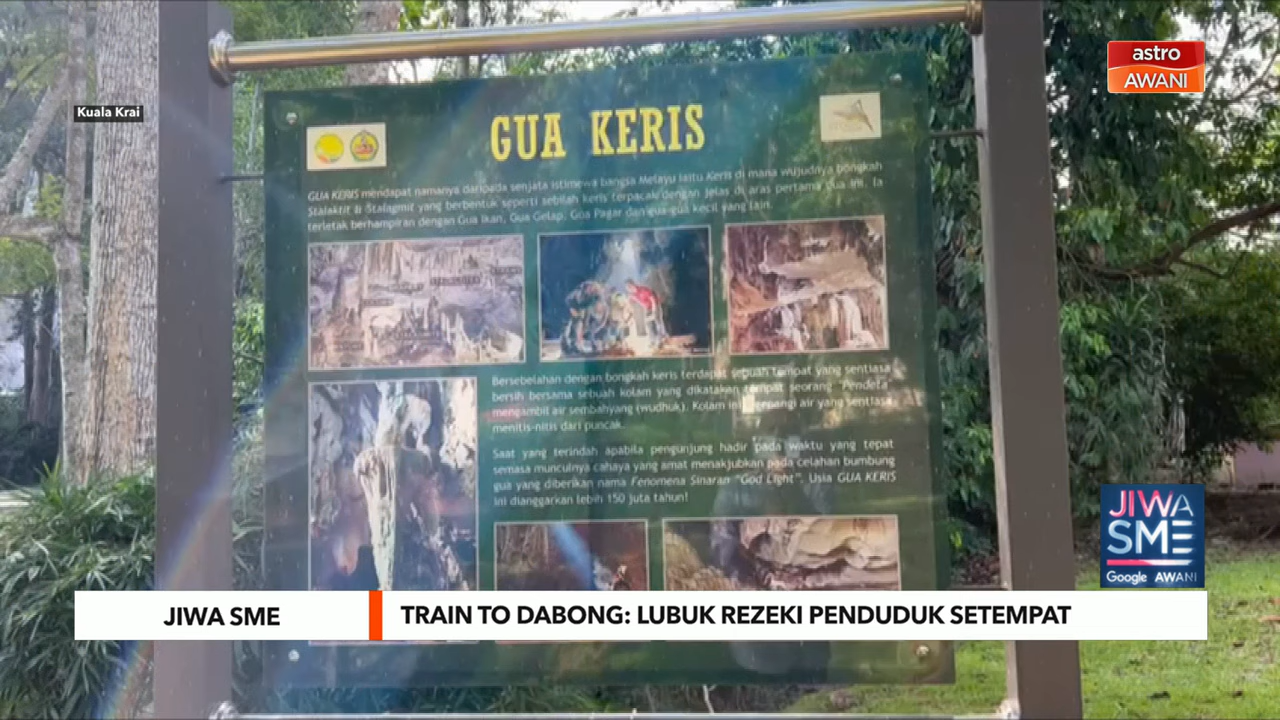 astro
AWANI
Kuala Krai
GUA KERIS
GUA KERIS mendapat namanya daripada senjata istimewa bangsa Melayu iaitu Keris di mana wujudnya bongkah
Stalaktit & Stalagmit yang berbentuk seperti sebilah keris terpacak dengan jelas di aras pertama gua ini. Ia
terletak berhampiran dengan Gua Ikan, Gua Gelap, Goa Pagar dan gua-gua kecil yang lain.
Bersebelahan dengan bongkah keris terdapat sebuah tempat yang sentiasa
bersih bersama sebuah kolam yang dikatakan tempat seorang "Pendeta"
mengambil air sembahyang (wudhuk). Kolam ini air yang sentiasa
menitis-nitis dari puncak.
Saat yang terindah apabila pengunjung hadir pada waktu yang tepat
semasa munculnya cahaya yang amat menakjubkan pada celahan bumbung
gua yang diberikan nama Fenomena Sinaran "God Light". Usia GUA KERIS
ini dianggarkan lebih 150 juta tahun!
JIWA
SME
Google AWANI
JIWA SME
TRAIN TO DABONG: LUBUK REZEKI PENDUDUK SETEMPAT